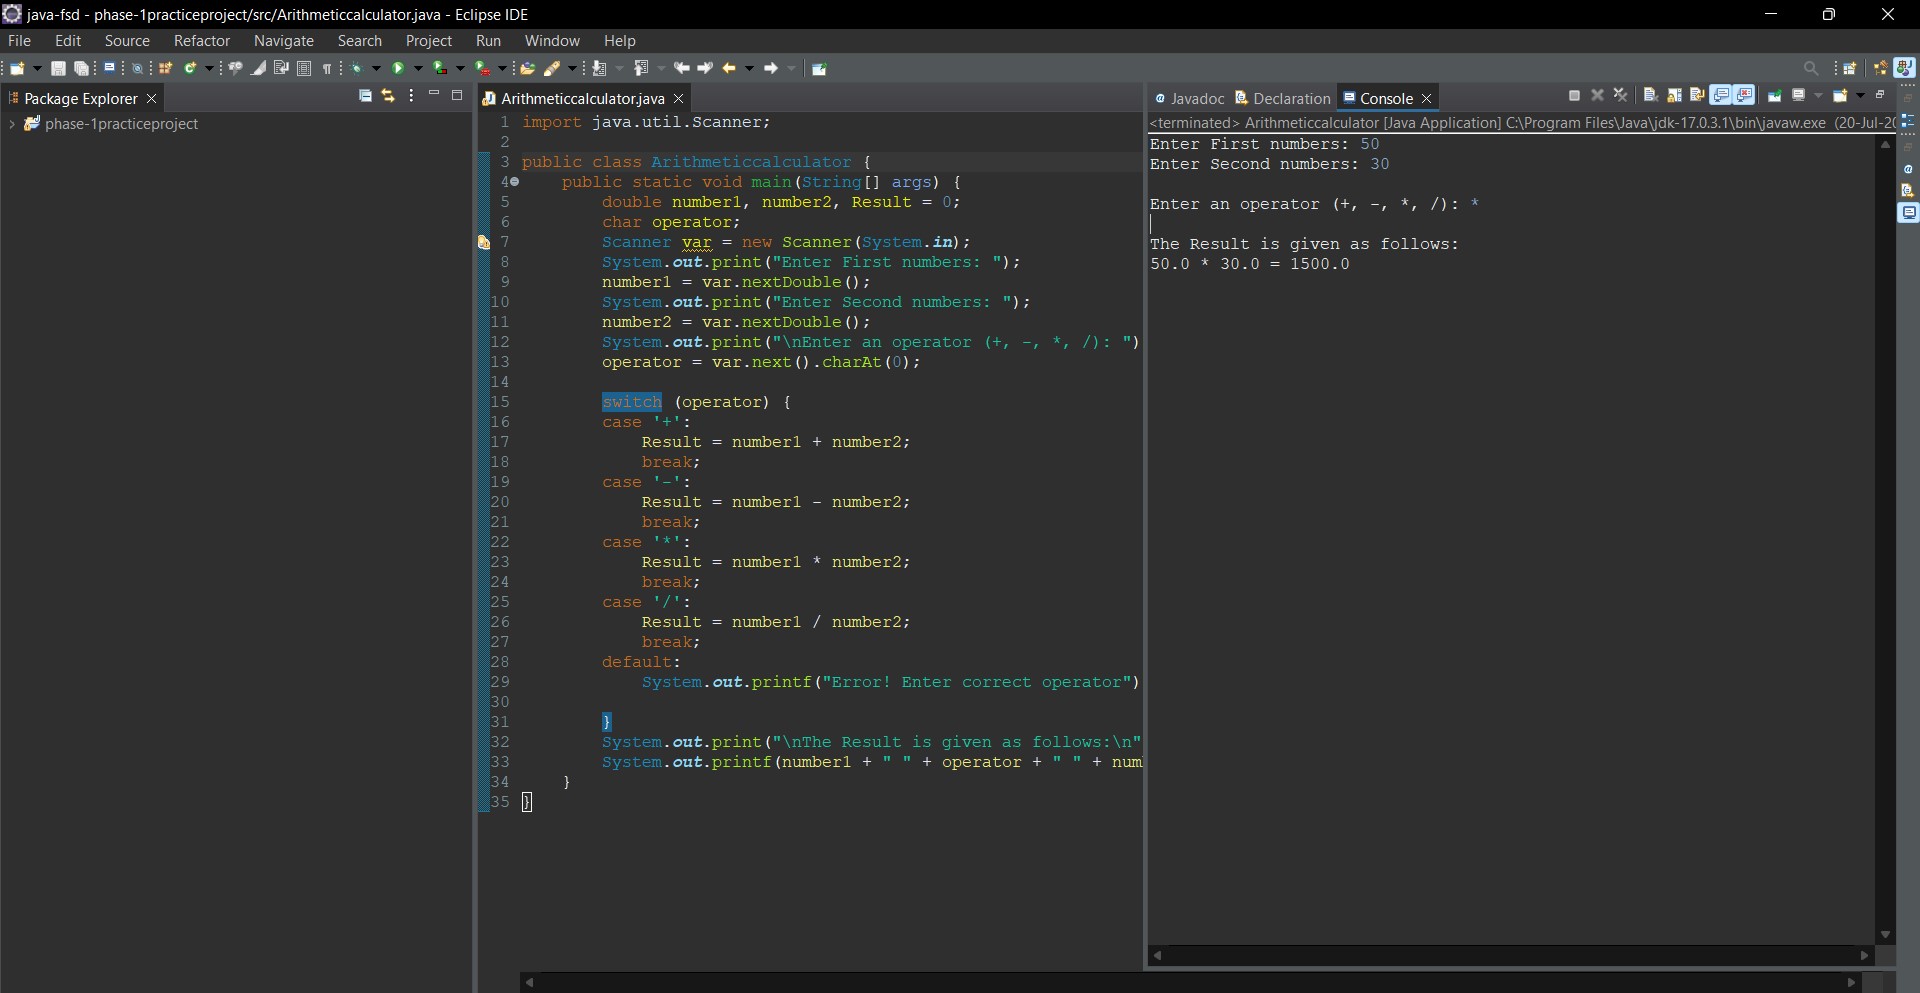 java-fsd - phase-1practiceproject/src/Arithmeticcalculator.java - Eclipse IDE
File Edit Source Refactor Navigate Search Project Run Window Help
Package Explorer
phase-1practiceproject
Arithmeticcalculator.java
1 import java.util.Scanner;
2
3 public class Arithmeticcalculator {
4 public static void main(String[] args) {
5 double number1, number2, Result = 0;
6 char operator;
7 Scanner var = new Scanner(System.in);
8 System.out.print("Enter First numbers: ");
9 number1 = var.nextDouble();
10 System.out.print("Enter Second numbers: ");
11 number2 = var.nextDouble();
12 System.out.print("\nEnter an operator (+, -, *, /): ")
13 operator = var.next().charAt(0);
14
15 switch (operator) {
16 case '+':
17 Result = number1 + number2;
18 break;
19 case '-':
20 Result = number1 - number2;
21 break;
22 case '*':
23 Result = number1 * number2;
24 break;
25 case '/':
26 Result = number1 / number2;
27 break;
28 default:
29 System.out.printf("Error! Enter correct operator")
30
31 }
32 System.out.print("\nThe Result is given as follows:\n"
33 System.out.printf(number1 + " " + operator + " " + num
34 }
35 }
Javadoc Declaration Console
<terminated> Arithmeticcalculator [Java Application] C:\Program Files\Java\jdk-17.0.3.1\bin\javaw.exe (20-Jul-20
Enter First numbers: 50
Enter Second numbers: 30
Enter an operator (+, -, *, /): *
The Result is given as follows:
50.0 * 30.0 = 1500.0